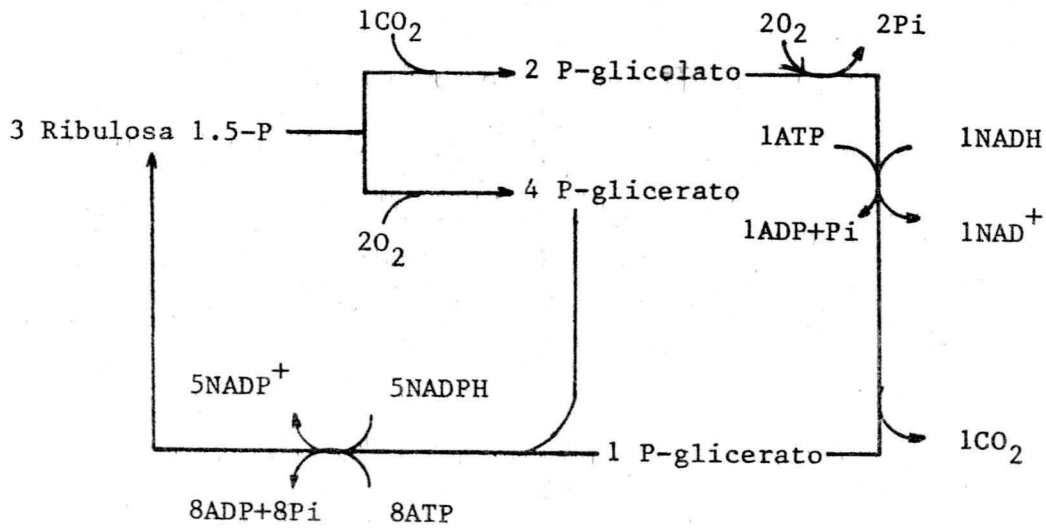 1CO2
2O2
2Pi
2 P-glicolato
3 Ribulosa 1.5-P
1ATP
1NADH
4 P-glicerato
2O2
1ADP+Pi
1NAD+
5NADP+
5NADPH
1 P-glicerato
1CO2
8ADP+8Pi
8ATP